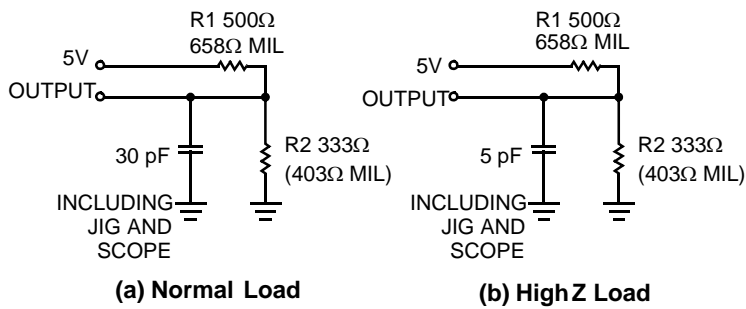 R1 500Ω
658Ω MIL
5V
OUTPUT
30 pF
R2 333Ω
(403Ω MIL)
INCLUDING
JIG AND
SCOPE
(a) Normal Load
R1 500Ω
658Ω MIL
5V
OUTPUT
5 pF
R2 333Ω
(403Ω MIL)
INCLUDING
JIG AND
SCOPE
(b) High Z Load